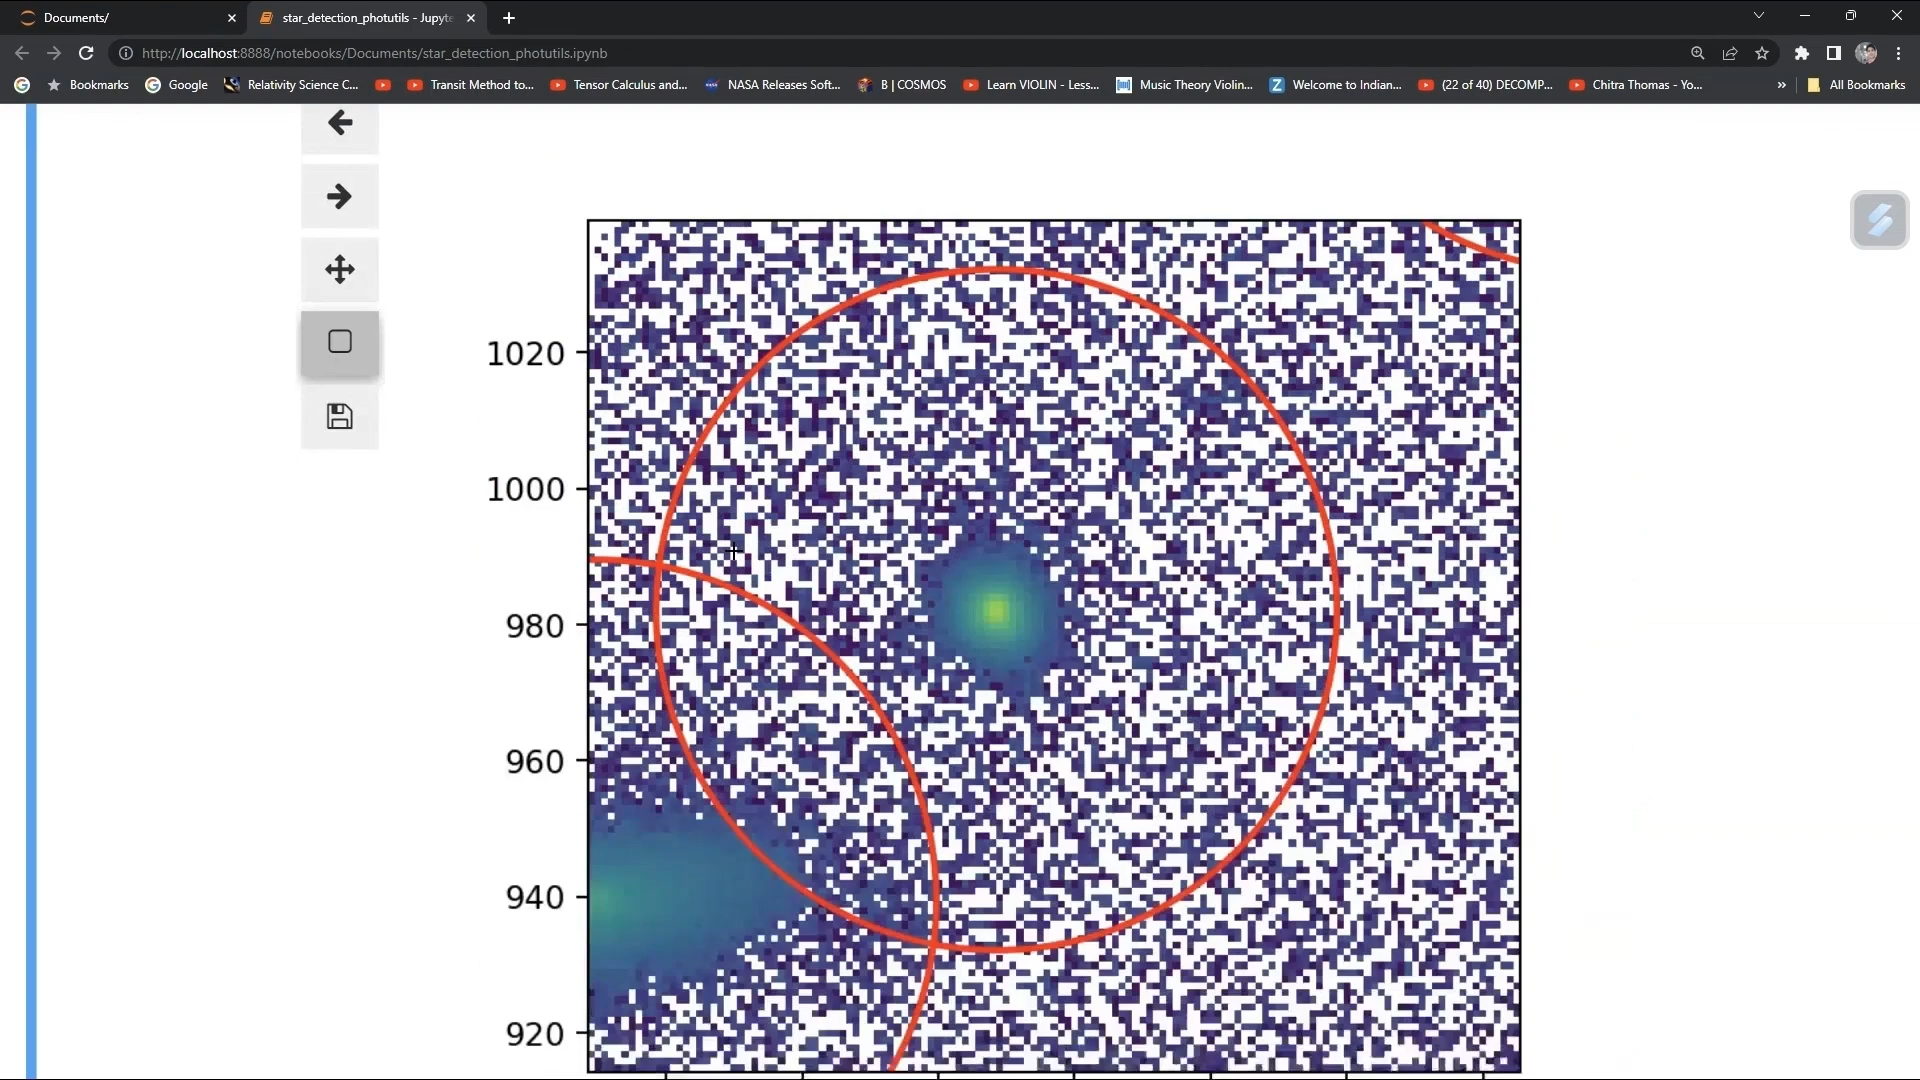 Documents/
star_detection_photutils - Jupyte
http://localhost:8888/notebooks/Documents/star_detection_photutils.ipynb
Bookmarks
Google
Relativity Science C...
Transit Method to...
Tensor Calculus and...
NASA Releases Soft...
B | COSMOS
Learn VIOLIN - Less...
Music Theory Violin...
Welcome to Indian...
(22 of 40) DECOMP...
Chitra Thomas - Yo...
»
All Bookmarks
1020
1000
980
960
940
920